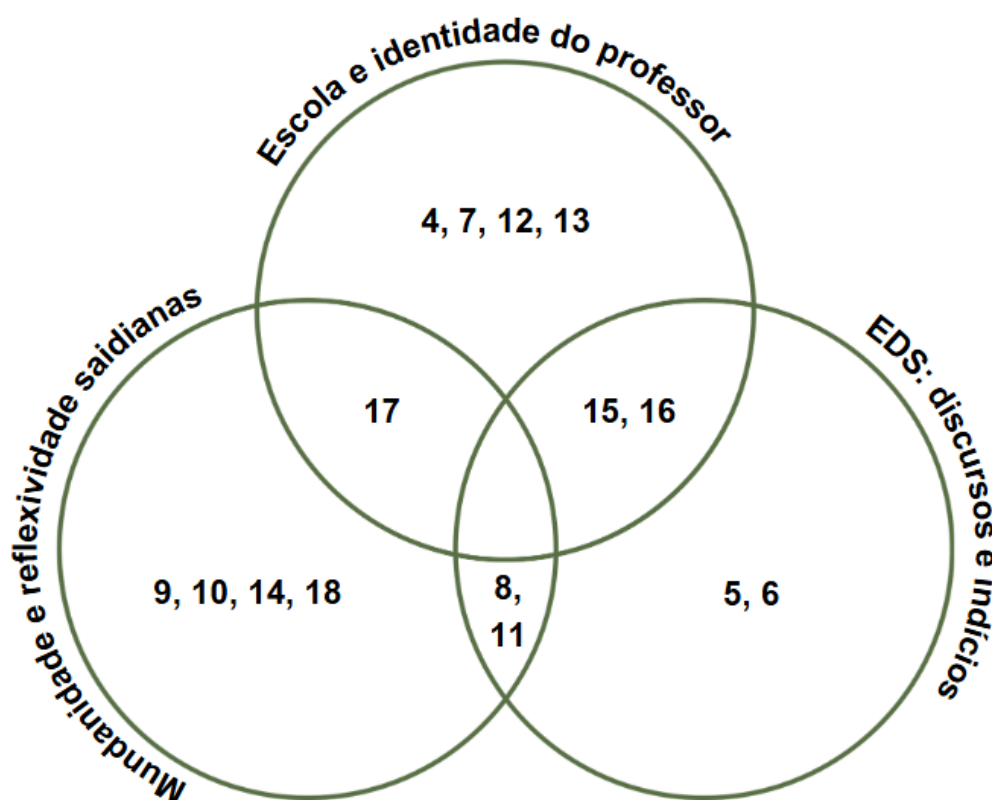 Escola e identidade do professor
4, 7, 12, 13
Mundanidade e reflexividade saidianas
EDS: discursos e indícios
17
15, 16
9, 10, 14, 18
8,
11
5, 6